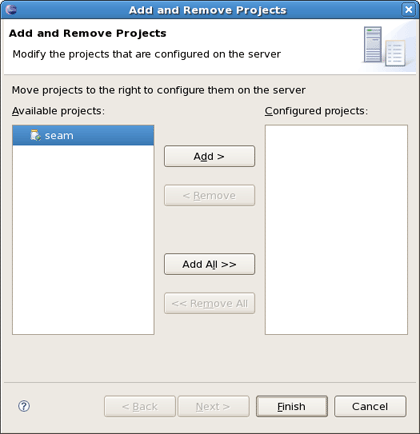 Add and Remove Projects
Add and Remove Projects
Modify the projects that are configured on the server
Move projects to the right to configure them on the server
Available projects:
Configured projects:
seam
Add >
< Remove
Add All >>
<< Remove All
?
< Back
Next >
Finish
Cancel